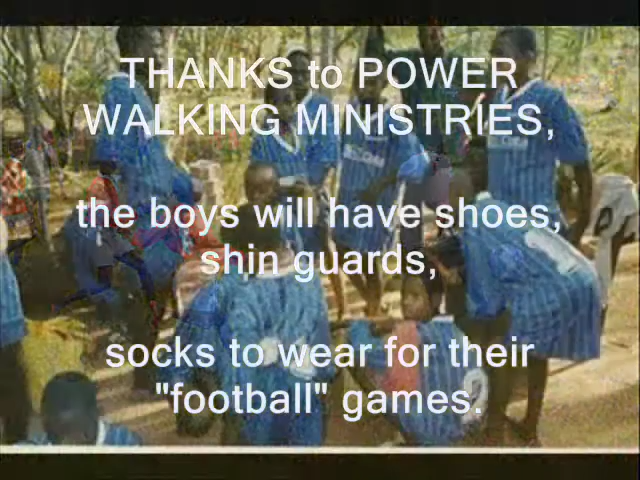 THANKS to POWER
WALKING MINISTRIES,
the boys will have shoes,
shin guards,
socks to wear for their
"football" games.